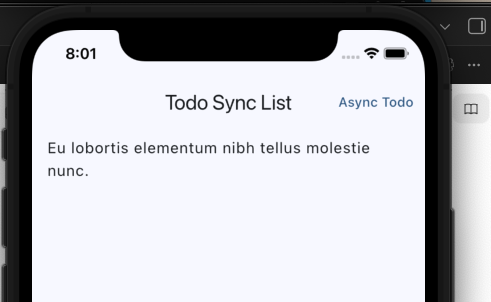 8:01
Todo Sync List
Async Todo
Eu lobortis elementum nibh tellus molestie
nunc.